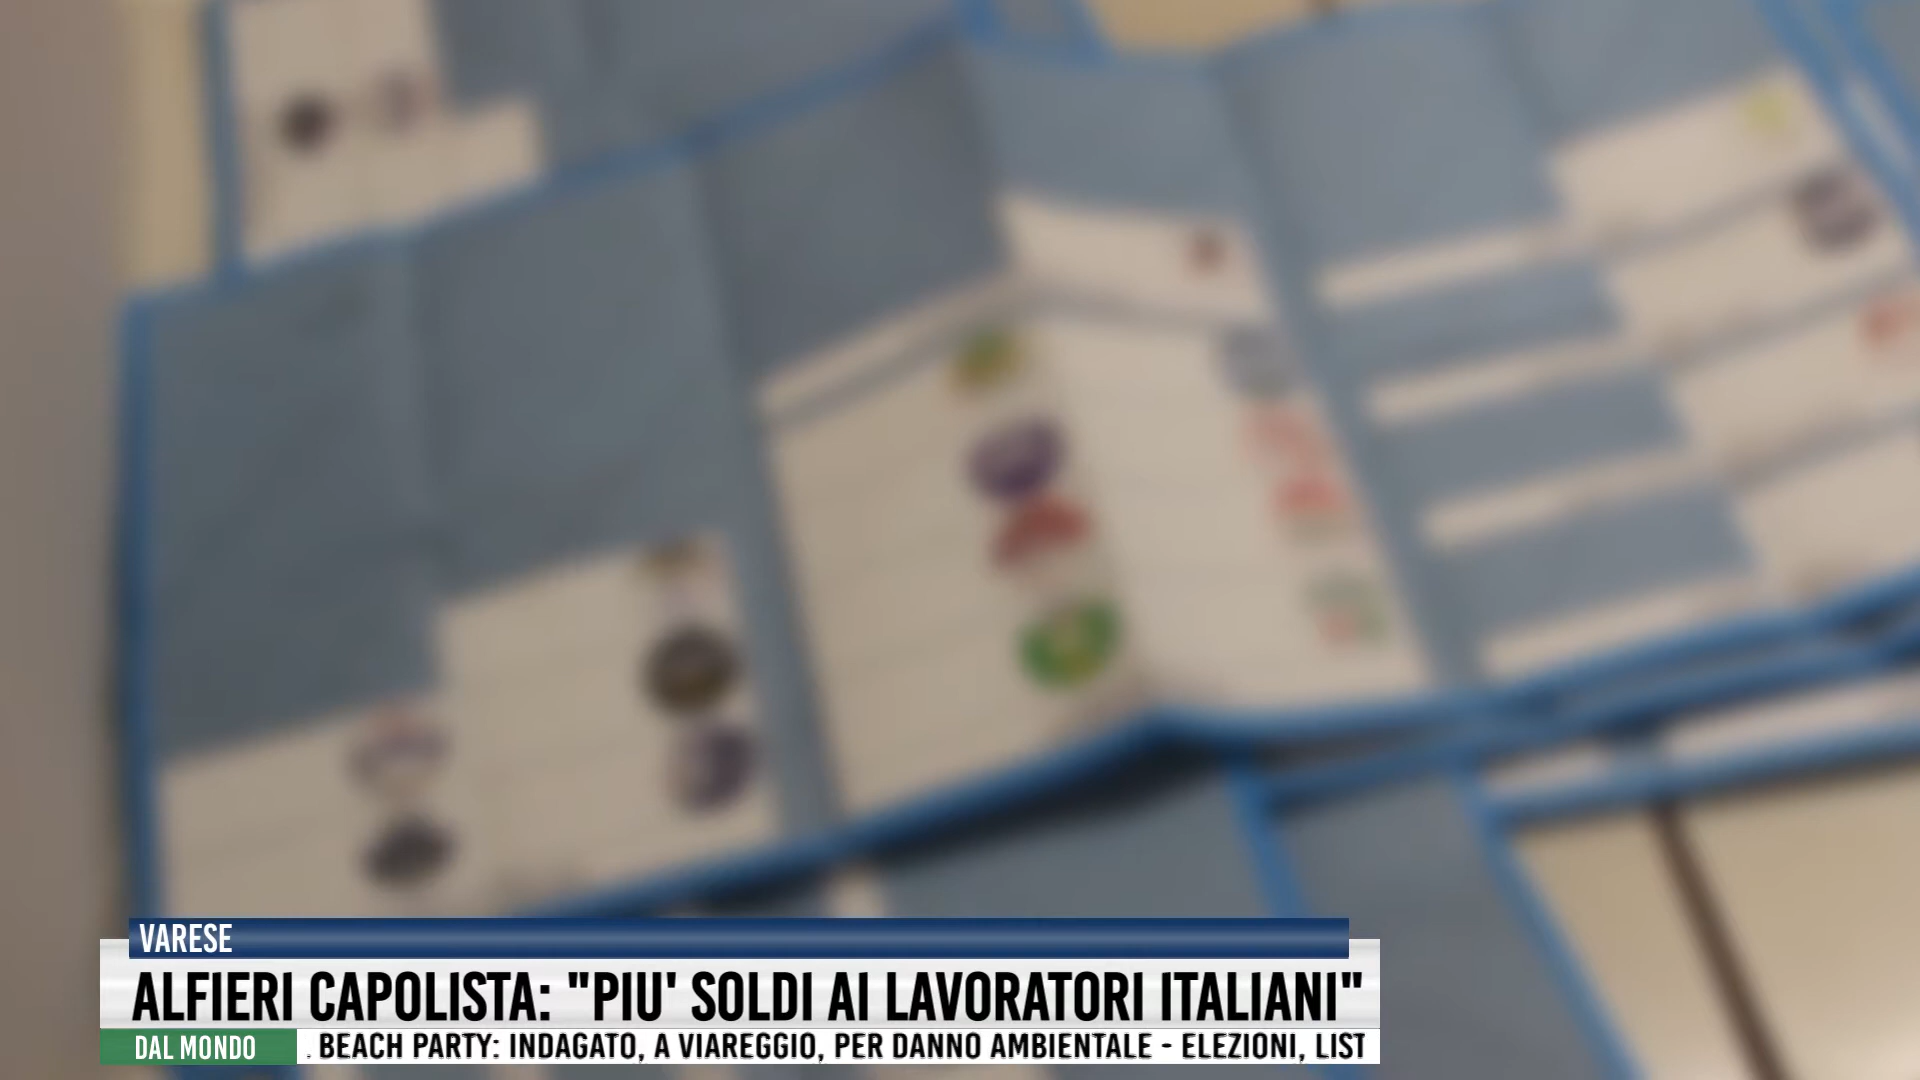 VARESE
ALFIERI CAPOLISTA: "PIU' SOLDI AI LAVORATORI ITALIANI"
DAL MONDO
. BEACH PARTY: INDAGATO, A VIAREGGIO, PER DANNO AMBIENTALE - ELEZIONI, LIST